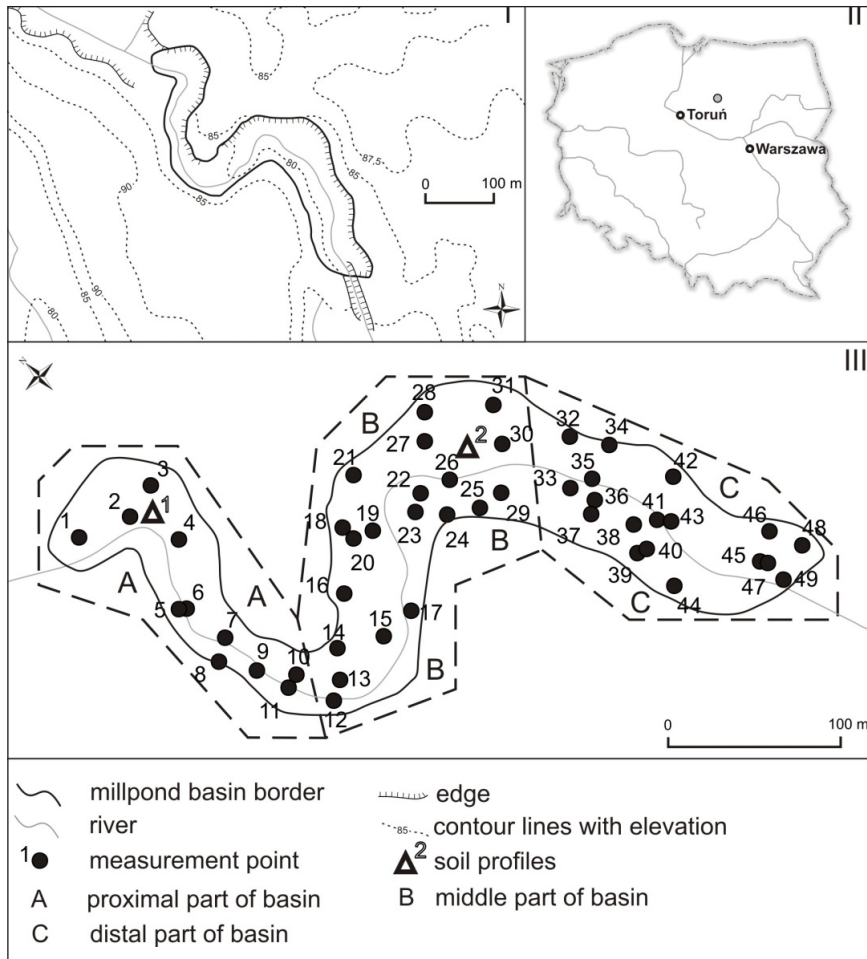 I
85
85
80
87.5
85
90
85
90
85
80
85
0 100 m
N
II
Toruń
Warszawa
III
N
28 31
B
27 2 30
21 26
22
25
18 19
23 24 29
20
B
16
17
14 15
B
13
12
3
2 1
1
4
A
5 6
A
7
8 9 10
11
32 34
35
33 42
36 C
41 43
37 38
40 46 48
39 45
44 47 49
C
0 100 m
millpond basin border
edge
river
85 contour lines with elevation
1 measurement point
2 soil profiles
A proximal part of basin
B middle part of basin
C distal part of basin